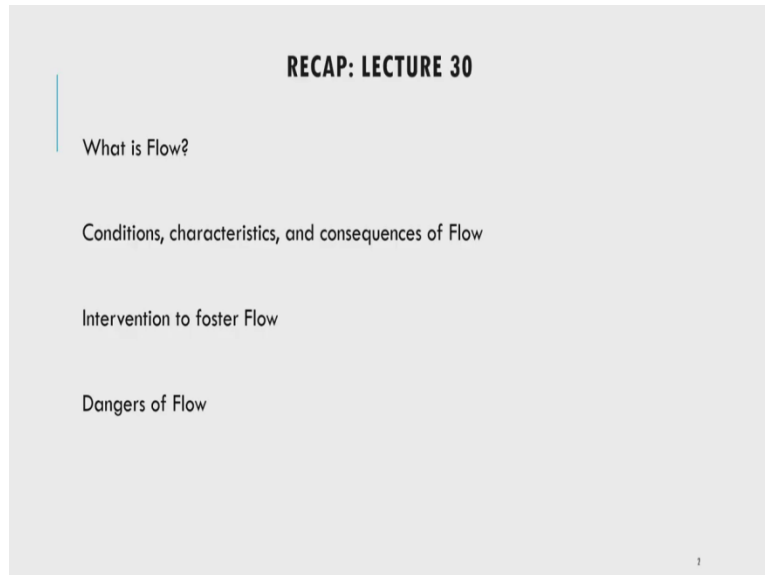 RECAP: LECTURE 30
What is Flow?
Conditions, characteristics, and consequences of Flow
Intervention to foster Flow
Dangers of Flow